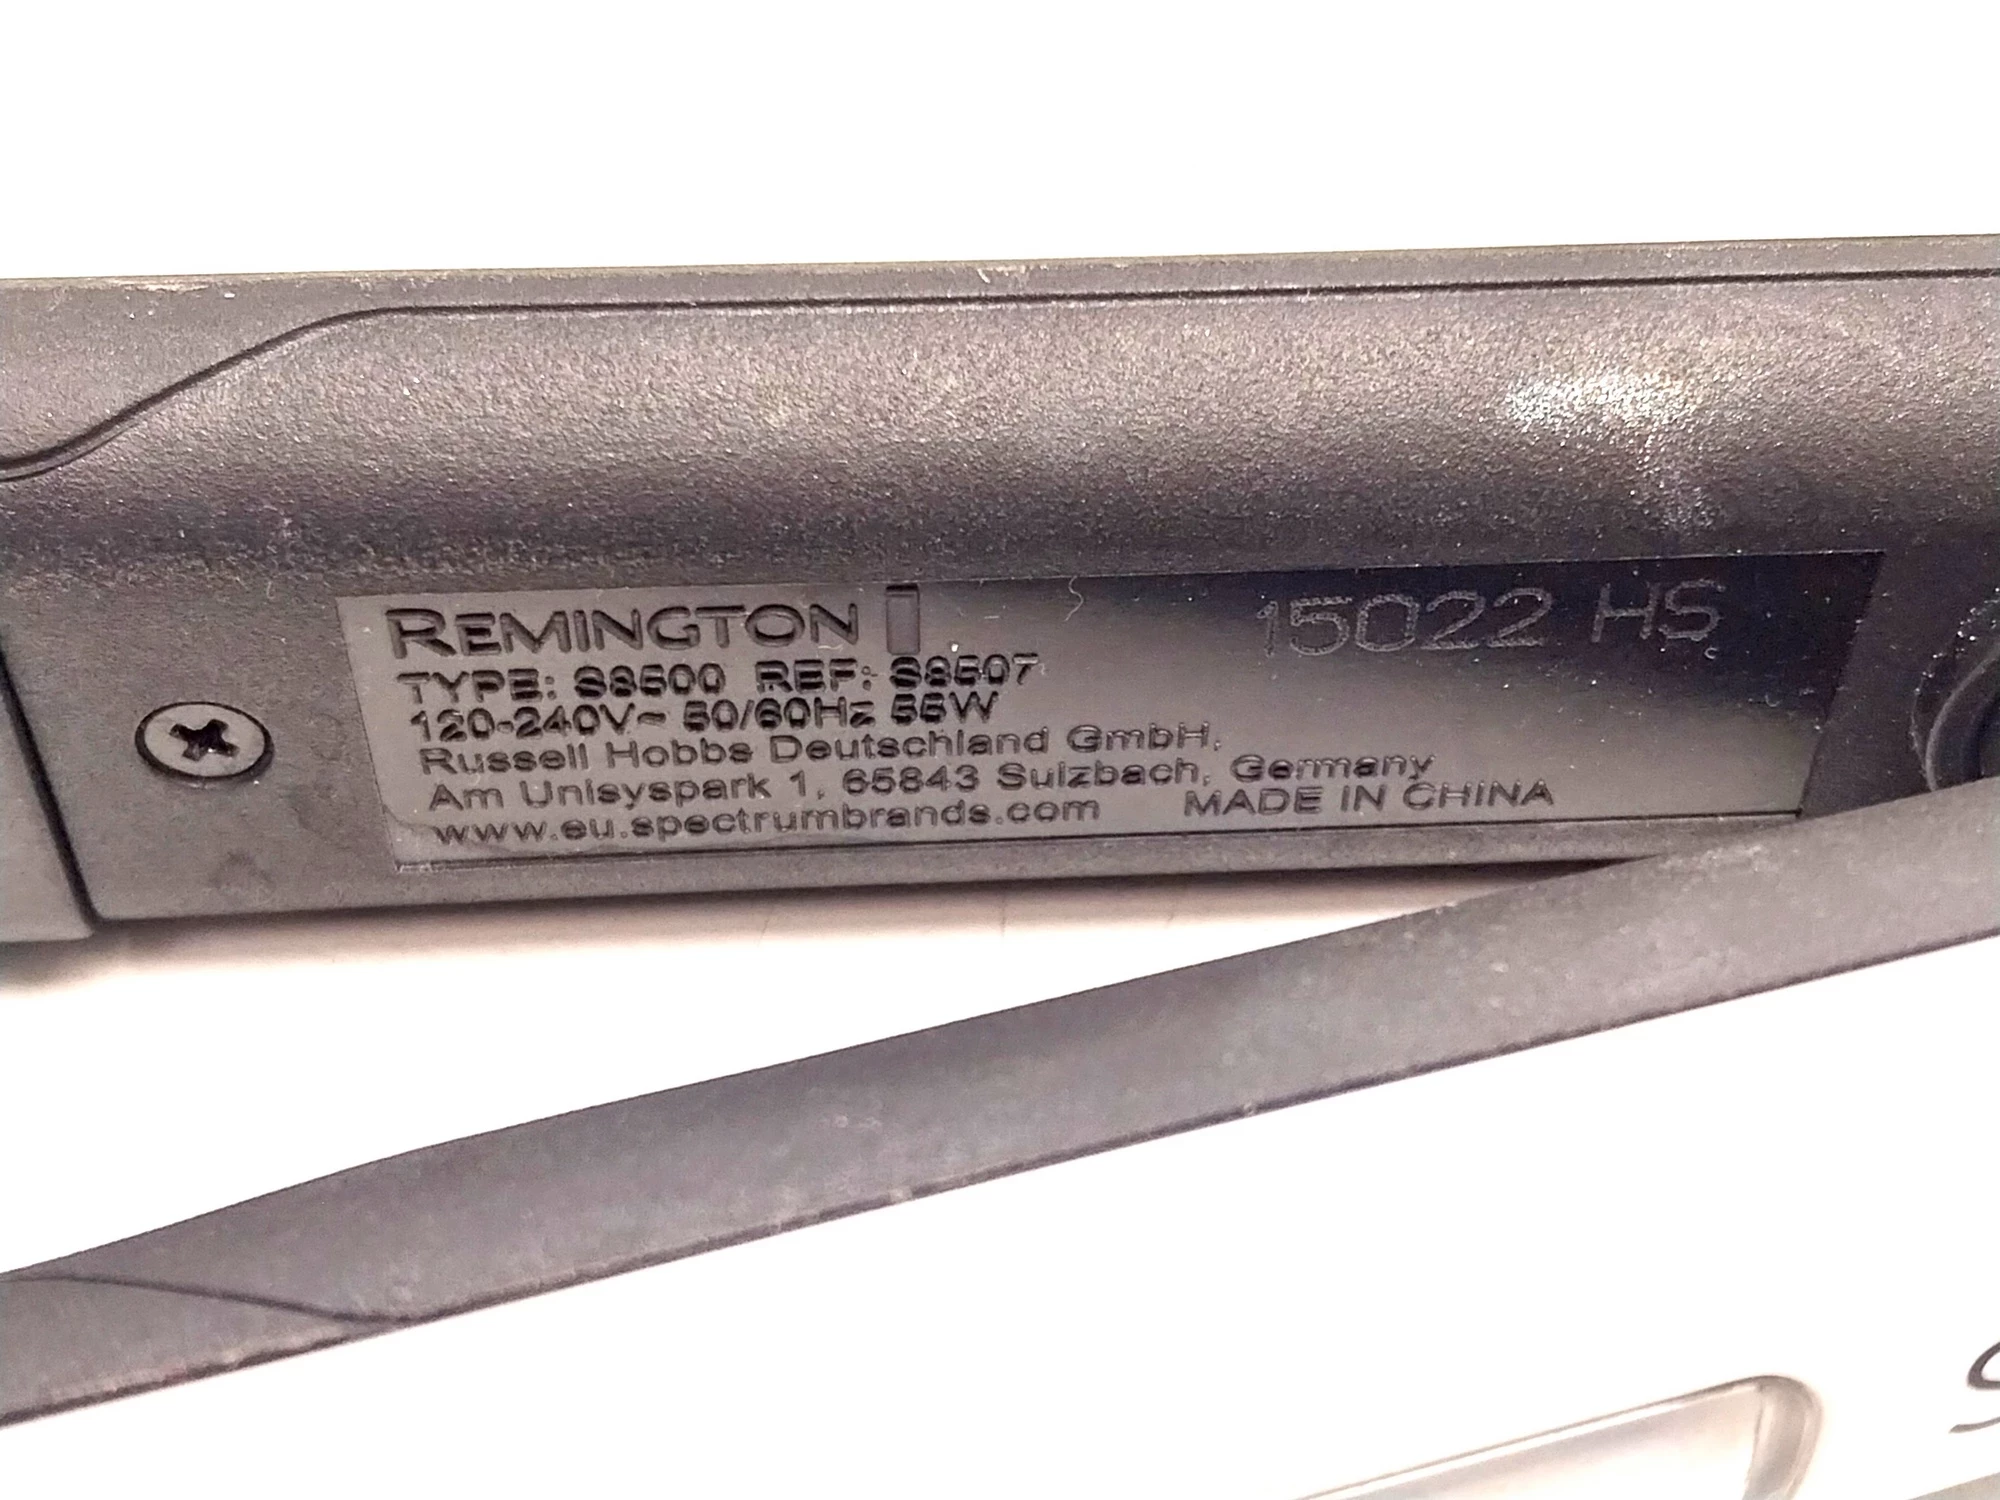 REMINGTON
15022 HS
TYPE: S8500 REF: S8507
120-240V~ 50/60Hz 55W
Russell Hobbs Deutschland GmbH,
Am Unisyspark 1, 65843 Sulzbach, Germany
www.eu.spectrumbrands.com MADE IN CHINA